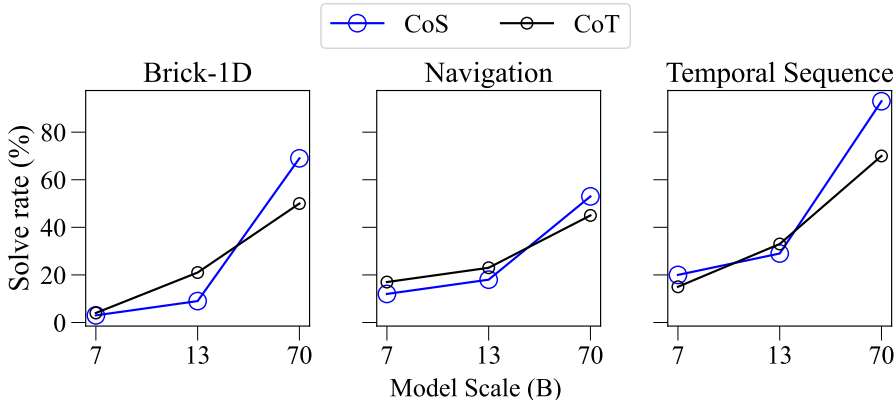 CoS CoT
Brick-1D Navigation Temporal Sequence
Solve rate (%)
80
60
40
20
0
7 13 70 7 13 70 7 13 70
Model Scale (B)